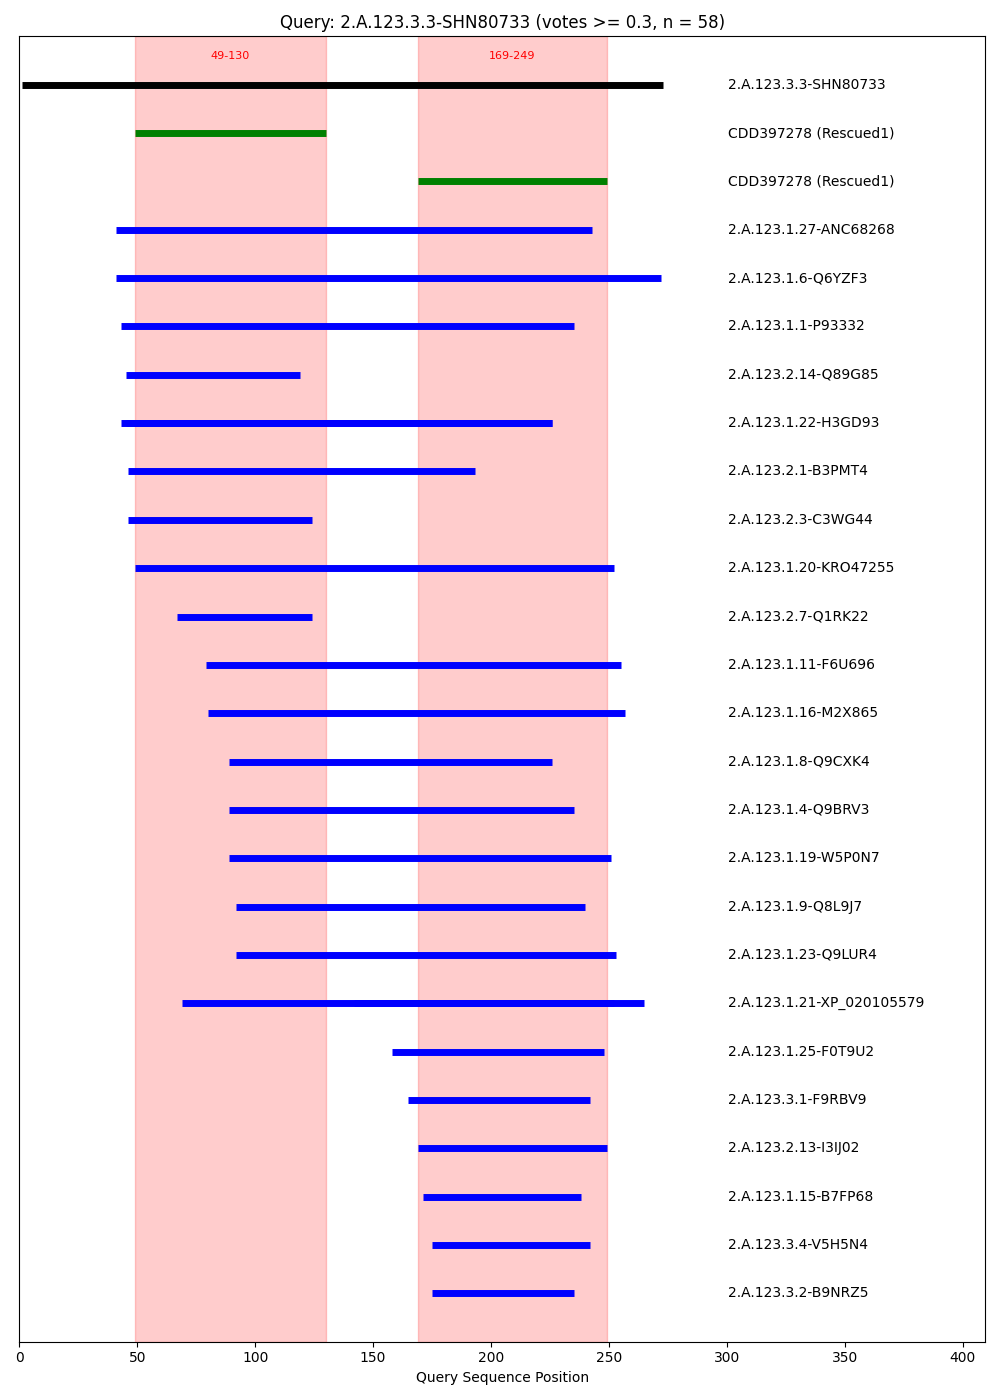 Query: 2.A.123.3.3-SHN80733 (votes >= 0.3, n = 58)
49-130 169-249
2.A.123.3.3-SHN80733
CDD397278 (Rescued1)
CDD397278 (Rescued1)
2.A.123.1.27-ANC68268
2.A.123.1.6-Q6YZF3
2.A.123.1.1-P93332
2.A.123.2.14-Q89G85
2.A.123.1.22-H3GD93
2.A.123.2.1-B3PMT4
2.A.123.2.3-C3WG44
2.A.123.1.20-KRO47255
2.A.123.2.7-Q1RK22
2.A.123.1.11-F6U696
2.A.123.1.16-M2X865
2.A.123.1.8-Q9CXK4
2.A.123.1.4-Q9BRV3
2.A.123.1.19-W5P0N7
2.A.123.1.9-Q8L9J7
2.A.123.1.23-Q9LUR4
2.A.123.1.21-XP_020105579
2.A.123.1.25-F0T9U2
2.A.123.3.1-F9RBV9
2.A.123.2.13-I3IJ02
2.A.123.1.15-B7FP68
2.A.123.3.4-V5H5N4
2.A.123.3.2-B9NRZ5
0 50 100 150 200 250 300 350 400
Query Sequence Position